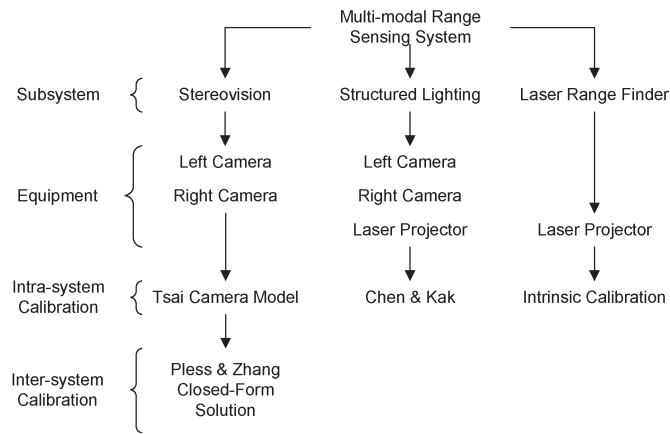 Multi-modal Range
Sensing System
Subsystem
Stereovision
Structured Lighting
Laser Range Finder
Equipment
Left Camera
Right Camera
Left Camera
Right Camera
Laser Projector
Laser Projector
Intra-system
Calibration
Tsai Camera Model
Chen & Kak
Intrinsic Calibration
Inter-system
Calibration
Pless & Zhang
Closed-Form
Solution